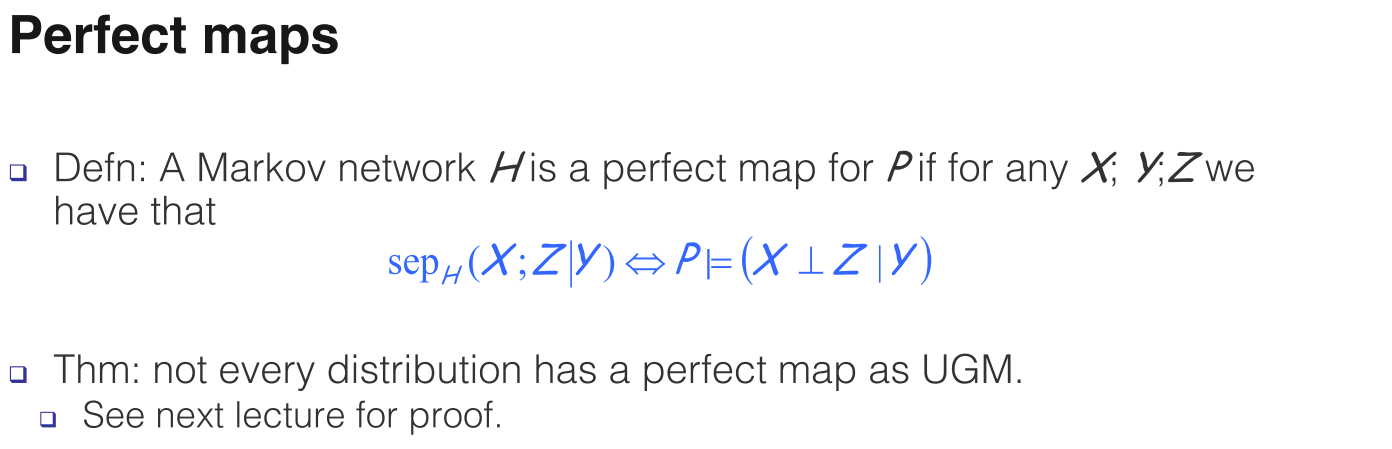 Perfect maps
❑ Defn: A Markov network H is a perfect map for P if for any X; Y;Z we
have that
sep_H(X;Z|Y) ⇔ P ⊨ (X ⊥ Z | Y)
❑ Thm: not every distribution has a perfect map as UGM.
❑ See next lecture for proof.